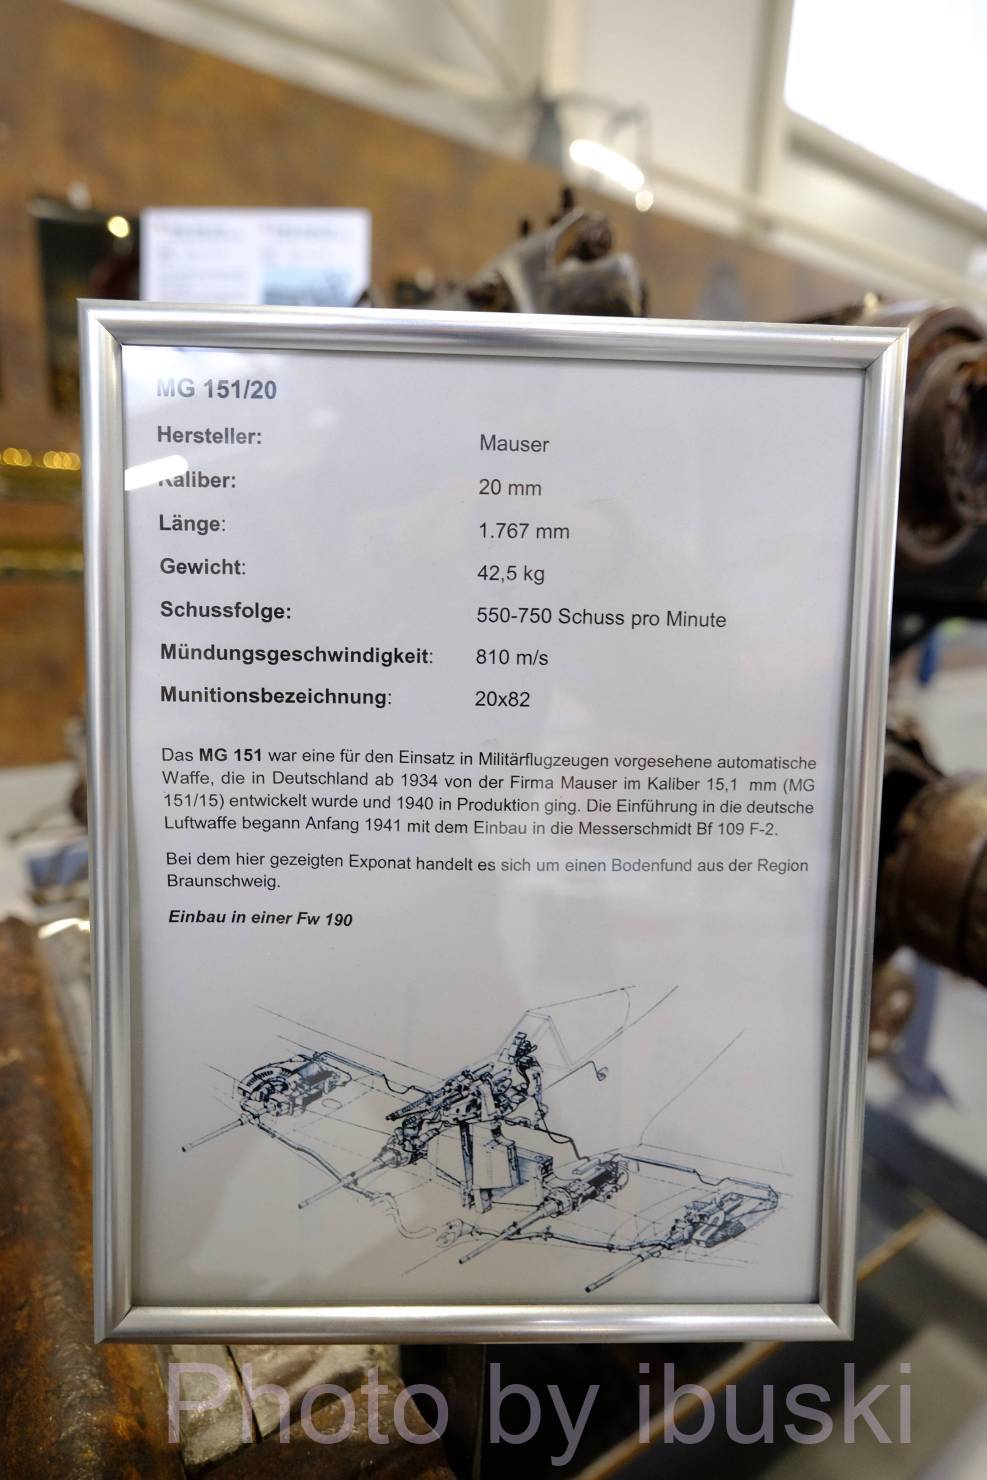 MG 151/20
Hersteller: Mauser
Kaliber: 20 mm
Länge: 1.767 mm
Gewicht: 42,5 kg
Schussfolge: 550-750 Schuss pro Minute
Mündungsgeschwindigkeit: 810 m/s
Munitionsbezeichnung: 20x82
Das MG 151 war eine für den Einsatz in Militärflugzeugen vorgesehene automatische
Waffe, die in Deutschland ab 1934 von der Firma Mauser im Kaliber 15,1 mm (MG
151/15) entwickelt wurde und 1940 in Produktion ging. Die Einführung in die deutsche
Luftwaffe begann Anfang 1941 mit dem Einbau in die Messerschmidt Bf 109 F-2.
Bei dem hier gezeigten Exponat handelt es sich um einen Bodenfund aus der Region
Braunschweig.
Einbau in einer Fw 190
Photo by ibuski